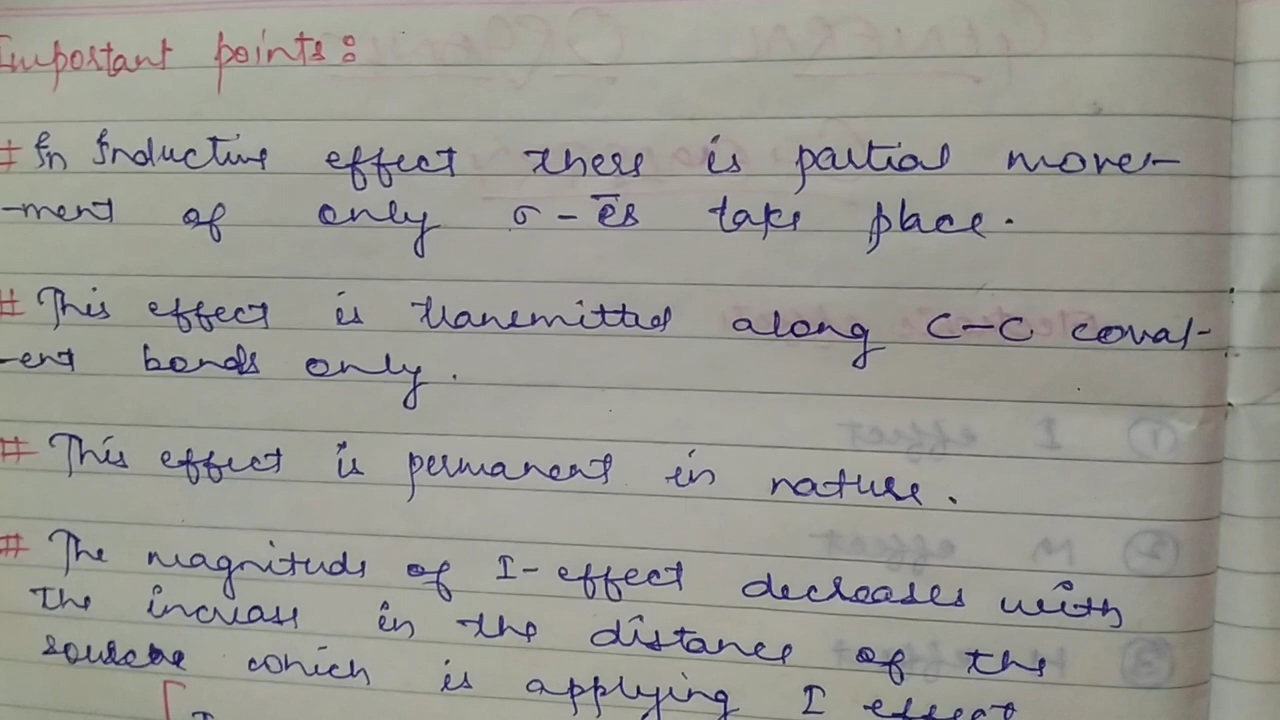 Important points:
# In Inductive effect there is partial move-
-ment of only σ-ēs take place.
# This effect is transmitted along C-C coval-
-ent bonds only.
# This effect is permanent in nature.
# The magnitude of I-effect decreases with
the increase in the distance of the
source which is applying I effect